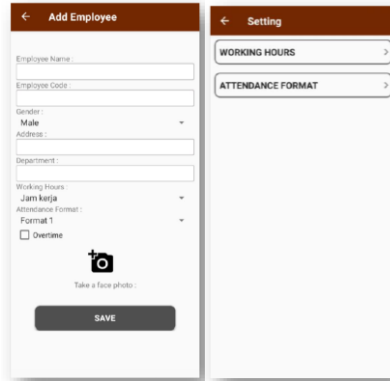 Add Employee
Employee Name :
Employee Code :
Gender :
Male
Address :
Department :
Working Hours :
Jam kerja
Attendance Format :
Format 1
Overtime
Take a face photo :
SAVE
Setting
WORKING HOURS
ATTENDANCE FORMAT